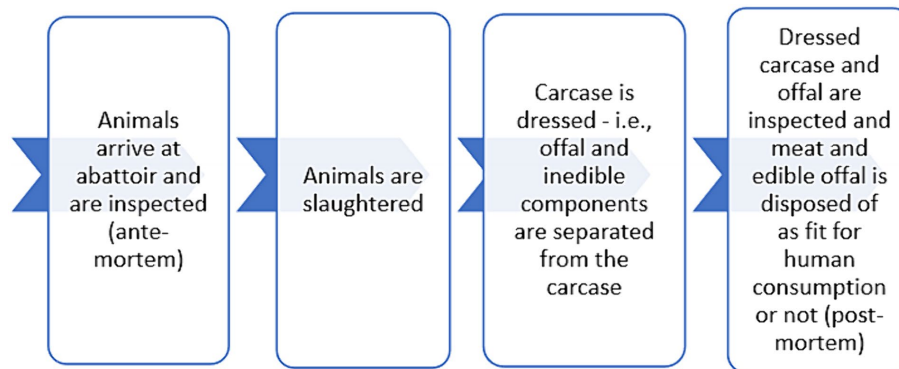 Animals
arrive at
abattoir and
are inspected
(ante-
mortem)
Animals are
slaughtered
Carcase is
dressed - i.e.,
offal and
inedible
components
are separated
from the
carcase
Dressed
carcase and
offal are
inspected and
meat and
edible offal is
disposed of
as fit for
human
consumption
or not (post-
mortem)